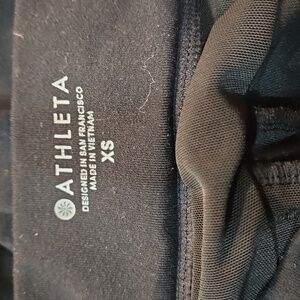 ATHLETA
DESIGNED IN SAN FRANCISCO
MADE IN VIETNAM
XS